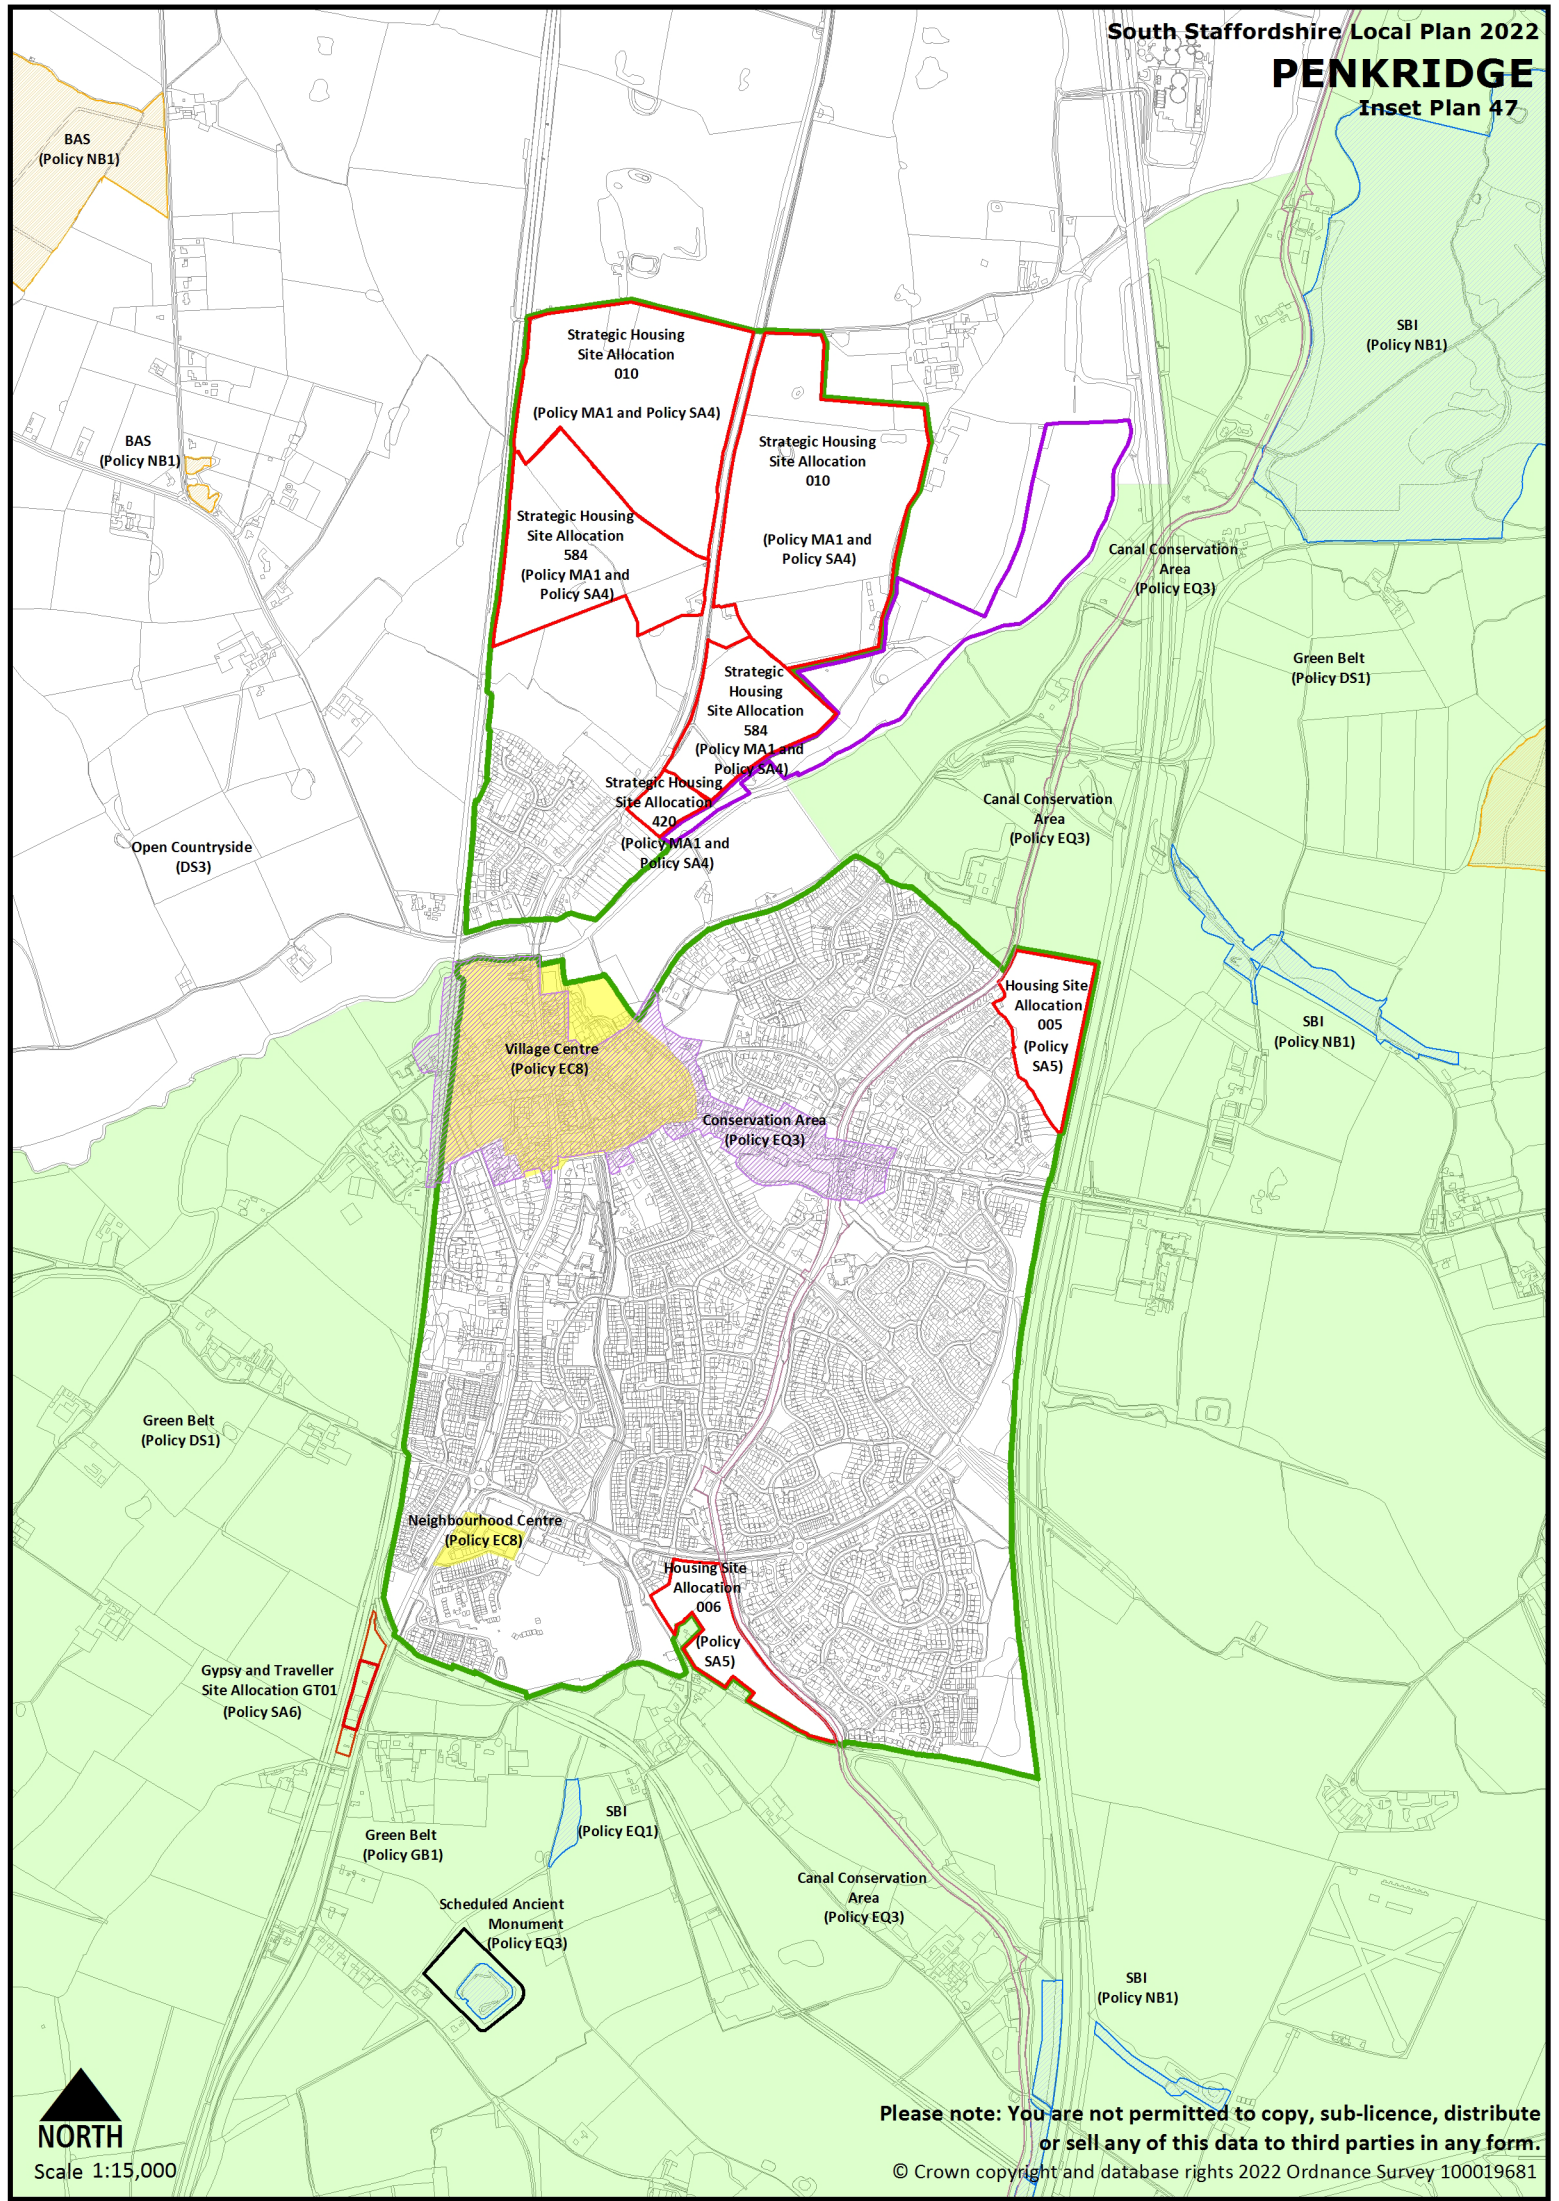 South Staffordshire Local Plan 2022
PENKRIDGE
Inset Plan 47
BAS
(Policy NB1)
SBI
(Policy NB1)
Strategic Housing
Site Allocation
010
(Policy MA1 and Policy SA4)
Strategic Housing
Site Allocation
010
(Policy MA1 and
Policy SA4)
BAS
(Policy NB1)
Strategic Housing
Site Allocation
584
(Policy MA1 and
Policy SA4)
Canal Conservation
Area
(Policy EQ3)
Green Belt
(Policy DS1)
Strategic
Housing
Site Allocation
584
(Policy MA1 and
Policy SA4)
Strategic Housing
Site Allocation
420
(Policy MA1 and
Policy SA4)
Canal Conservation
Area
(Policy EQ3)
Open Countryside
(DS3)
Housing Site
Allocation
005
(Policy
SA5)
SBI
(Policy NB1)
Village Centre
(Policy EC8)
Conservation Area
(Policy EQ3)
Green Belt
(Policy DS1)
Neighbourhood Centre
(Policy EC8)
Housing Site
Allocation
006
(Policy
SA5)
Gypsy and Traveller
Site Allocation GT01
(Policy SA6)
SBI
(Policy EQ1)
Green Belt
(Policy GB1)
Canal Conservation
Area
(Policy EQ3)
Scheduled Ancient
Monument
(Policy EQ3)
SBI
(Policy NB1)
NORTH
Scale 1:15,000
Please note: You are not permitted to copy, sub-licence, distribute
or sell any of this data to third parties in any form.
© Crown copyright and database rights 2022 Ordnance Survey 100019681